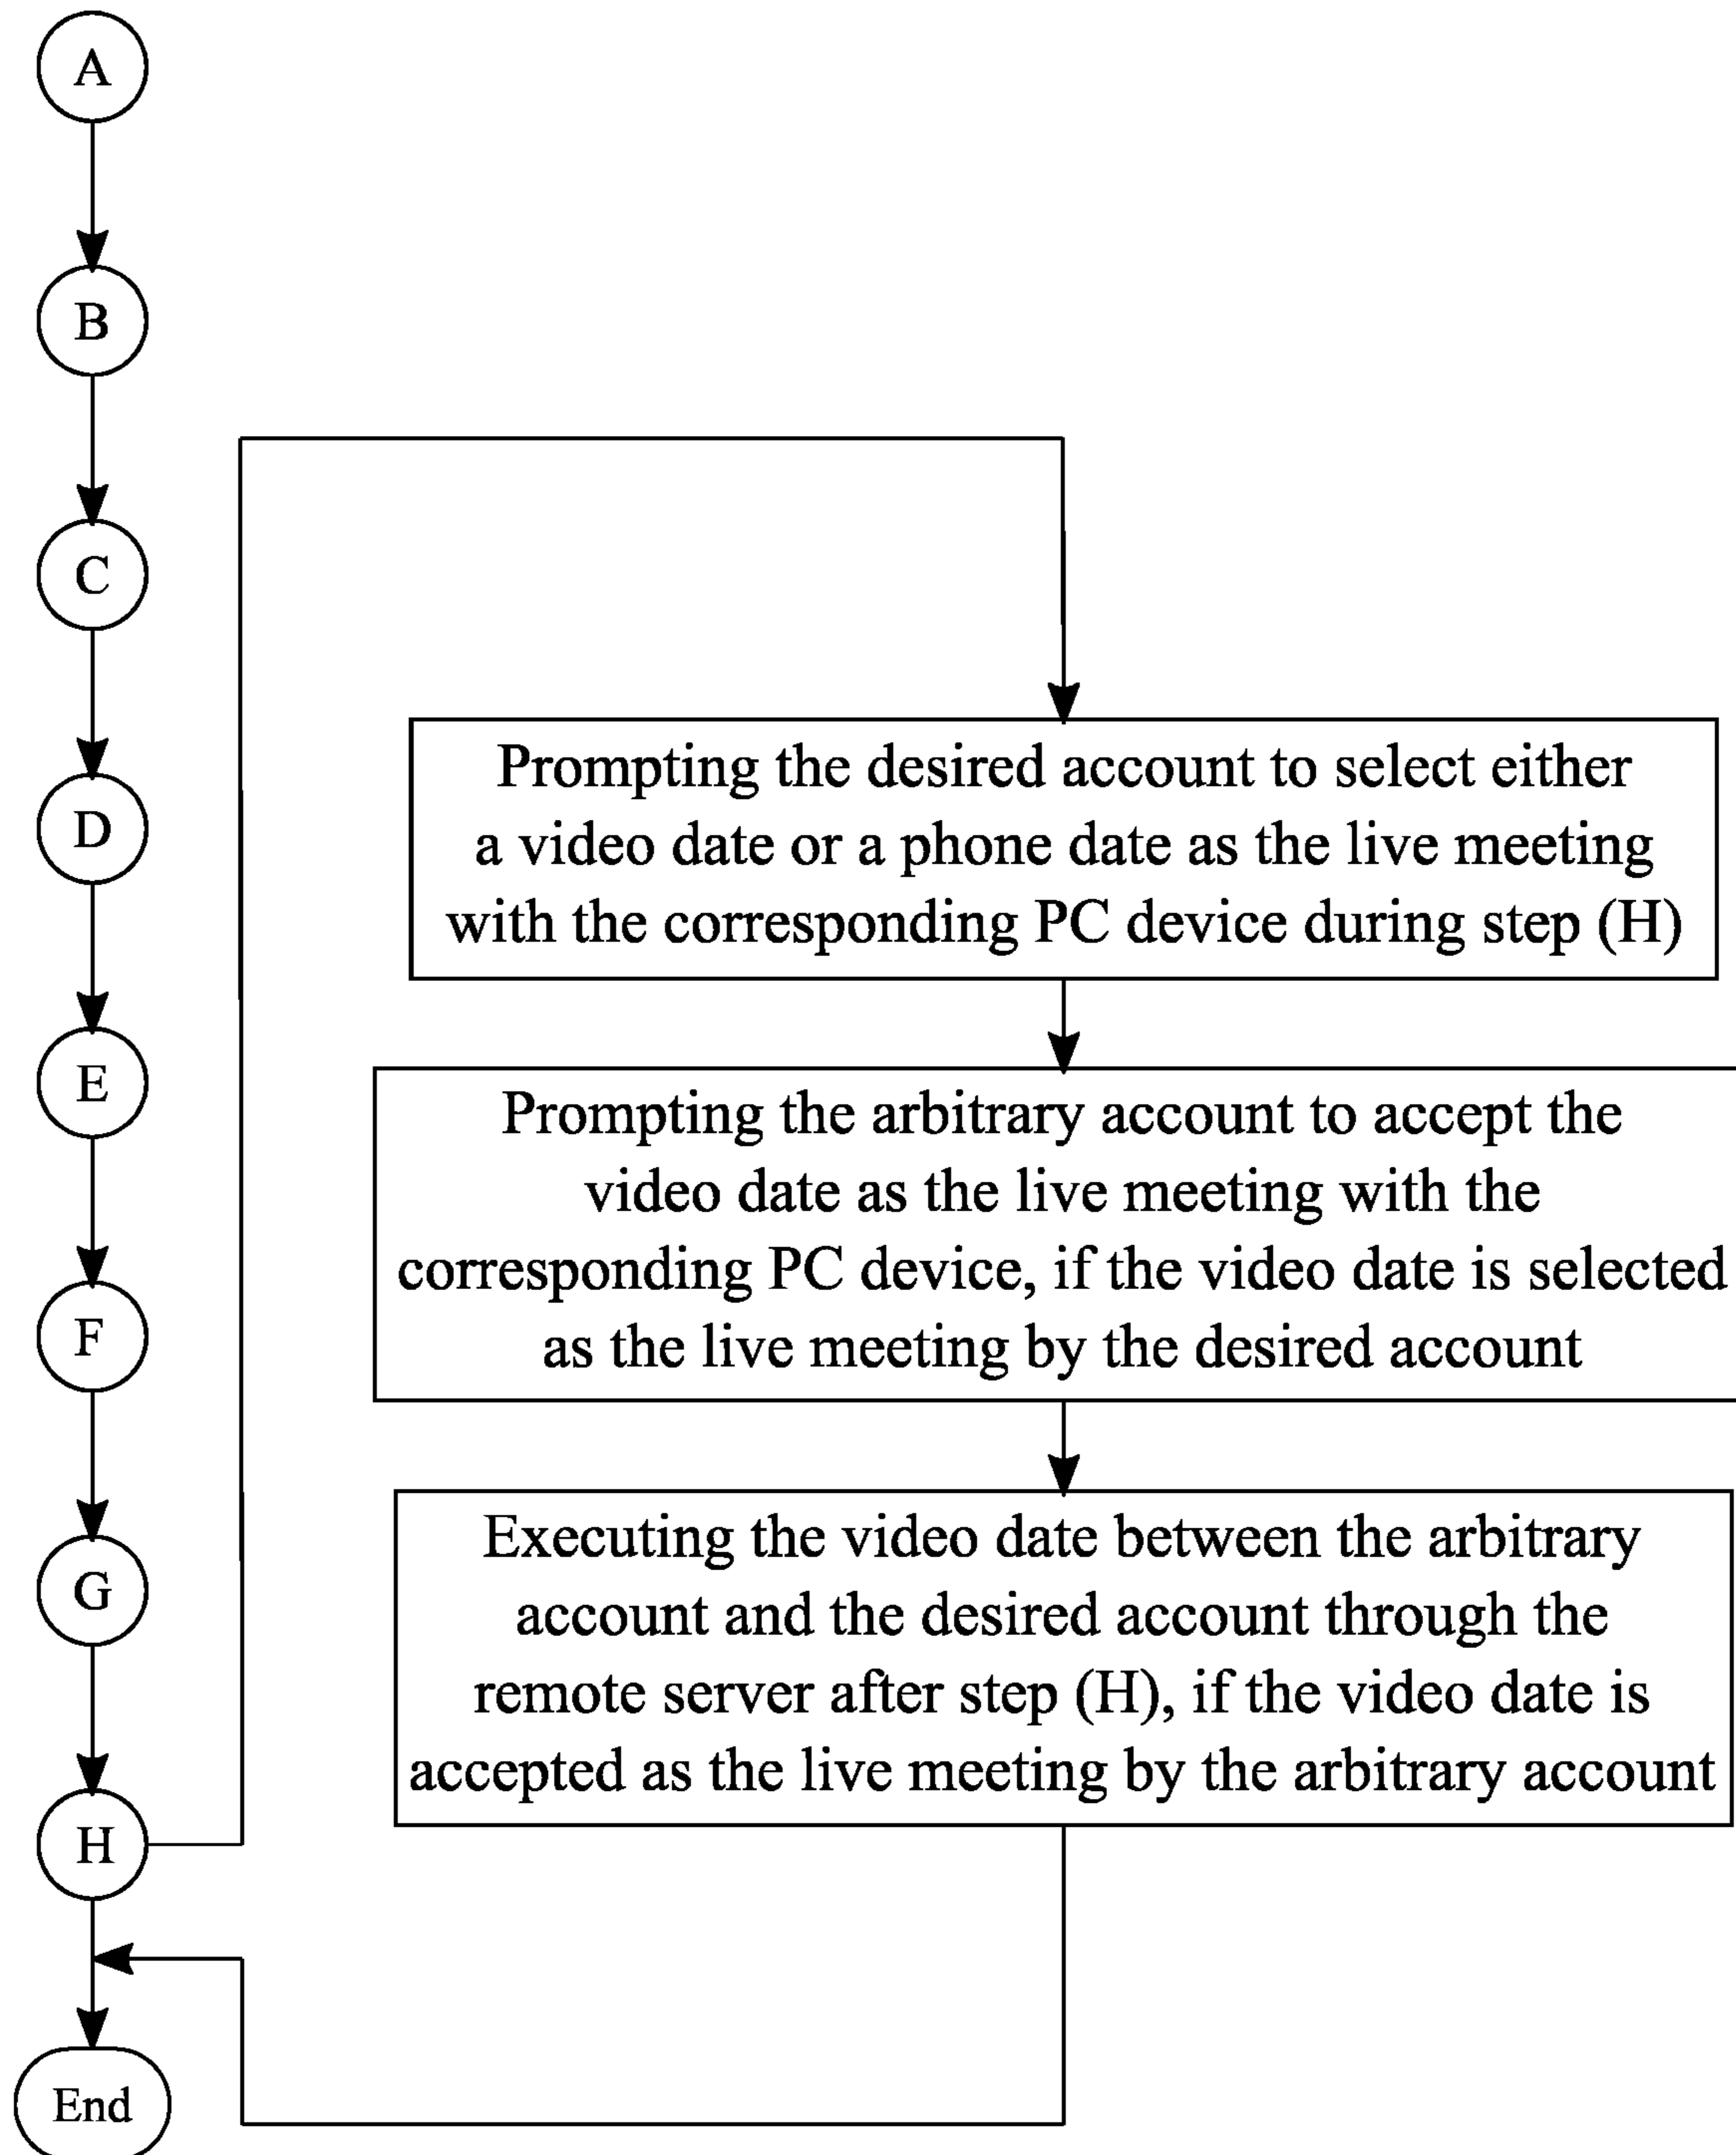 A
B
C
D
E
F
G
H
End
Prompting the desired account to select either
a video date or a phone date as the live meeting
with the corresponding PC device during step (H)
Prompting the arbitrary account to accept the
video date as the live meeting with the
corresponding PC device, if the video date is selected
as the live meeting by the desired account
Executing the video date between the arbitrary
account and the desired account through the
remote server after step (H), if the video date is
accepted as the live meeting by the arbitrary account